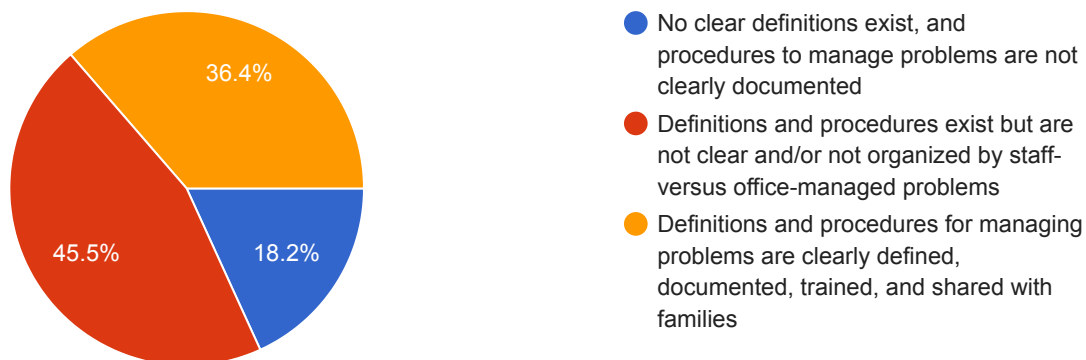 36.4%
45.5%
18.2%
No clear definitions exist, and
procedures to manage problems are not
clearly documented
Definitions and procedures exist but are
not clear and/or not organized by staff-
versus office-managed problems
Definitions and procedures for managing
problems are clearly defined,
documented, trained, and shared with
families